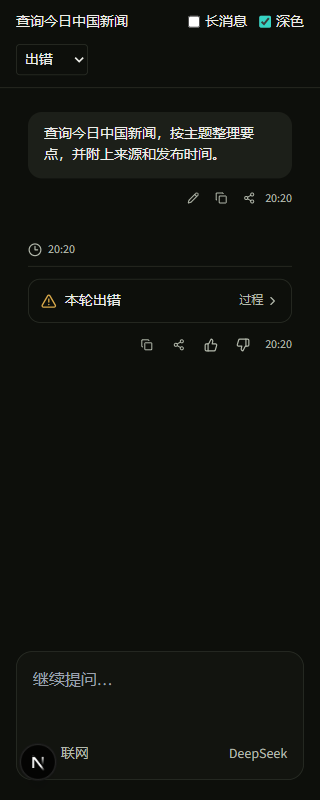 查询今日中国新闻
长消息
深色
出错
查询今日中国新闻，按主题整理要
点，并附上来源和发布时间。
20:20
20:20
本轮出错
过程
20:20
继续提问…
N
联网
DeepSeek